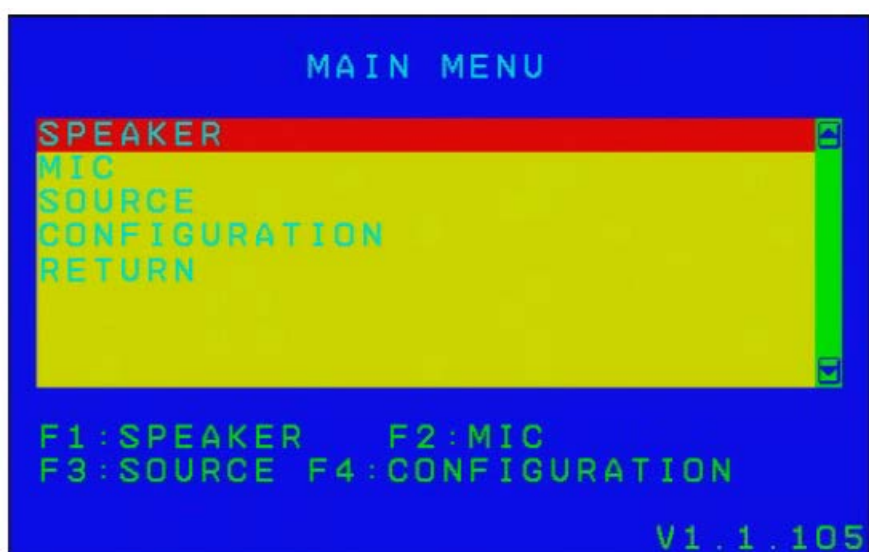 MAIN MENU
SPEAKER
MIC
SOURCE
CONFIGURATION
RETURN
F1:SPEAKER F2:MIC
F3:SOURCE F4:CONFIGURATION
V1.1.105